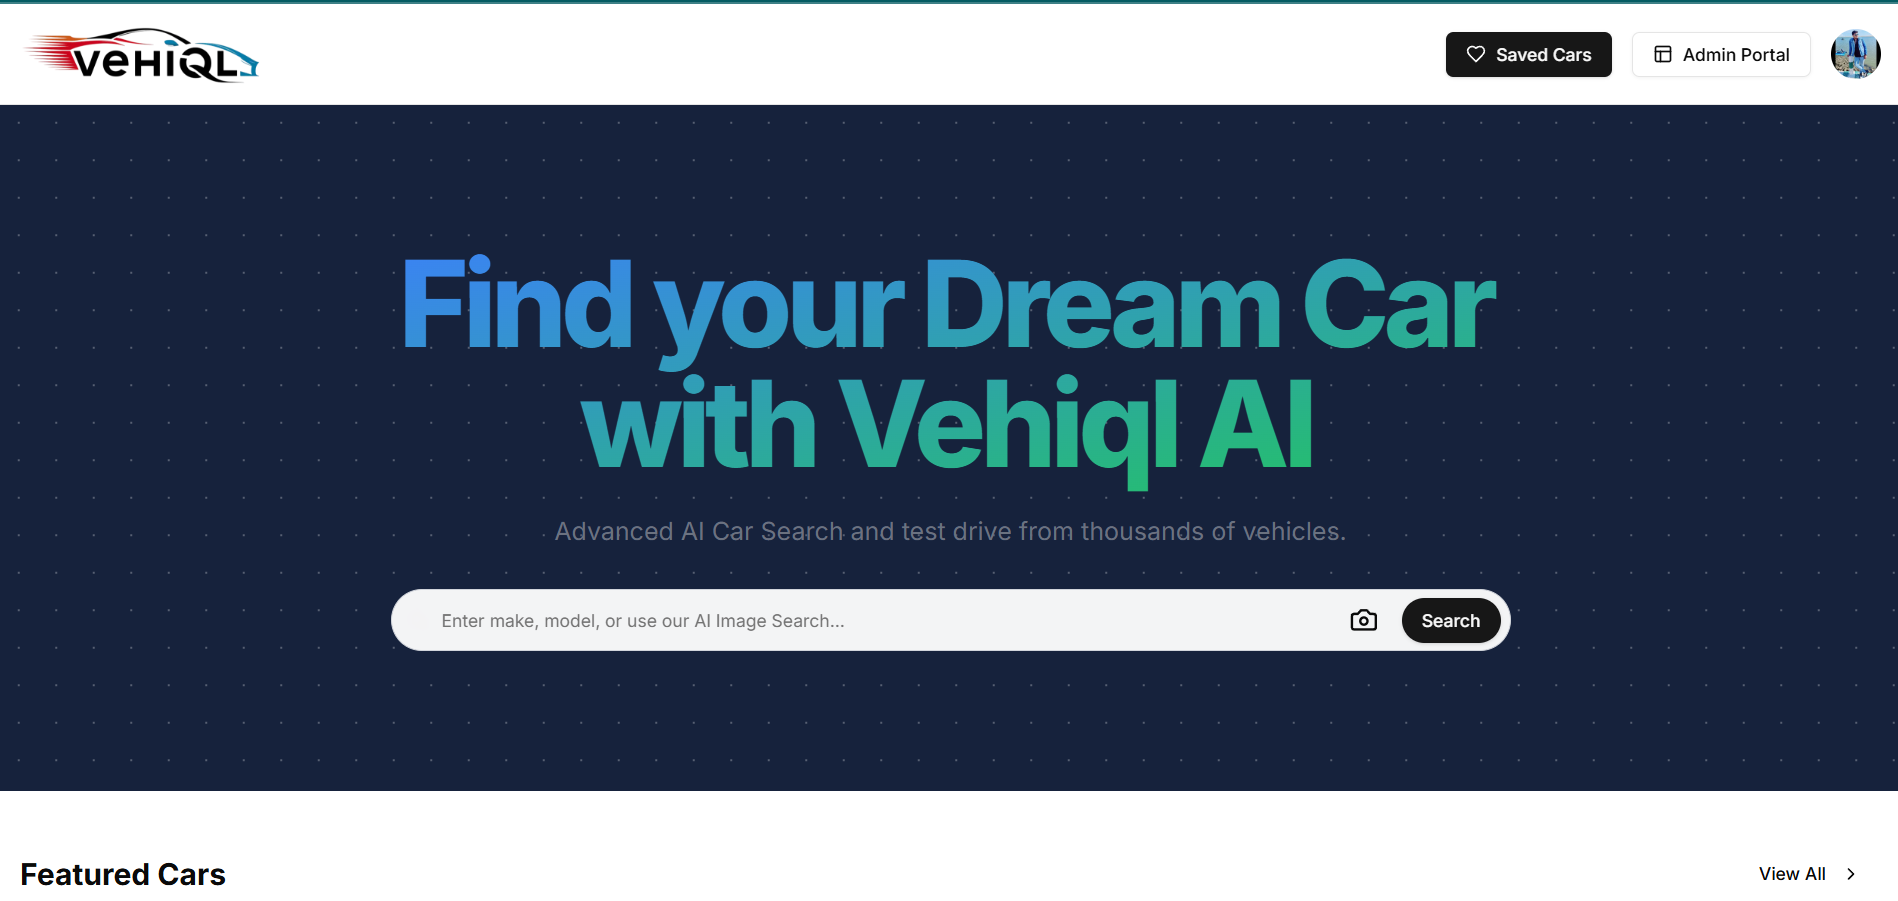 VEHIQL
Saved Cars
Admin Portal
Find your Dream Car
with Vehiql AI
Advanced AI Car Search and test drive from thousands of vehicles.
Enter make, model, or use our AI Image Search...
Search
Featured Cars
View All